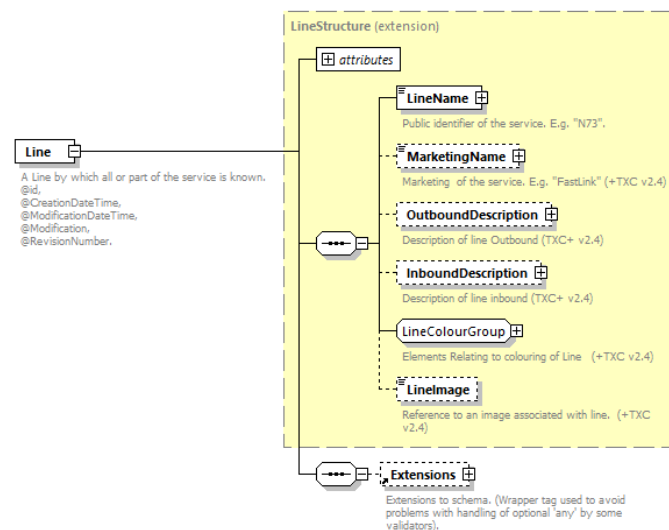 LineStructure (extension)
attributes
LineName
Public identifier of the service. E.g. "N73".
Line
A Line by which all or part of the service is known.
@id,
@CreationDateTime,
@ModificationDateTime,
@Modification,
@RevisionNumber.
MarketingName
Marketing of the service. E.g. "FastLink" (+TXC v2.4)
OutboundDescription
Description of line Outbound (TXC+ v2.4)
InboundDescription
Description of line inbound (TXC+ v2.4)
LineColourGroup
Elements Relating to colouring of Line (+TXC v2.4)
LineImage
Reference to an image associated with line. (+TXC
v2.4)
Extensions
Extensions to schema. (Wrapper tag used to avoid
problems with handling of optional 'any' by some
validators).